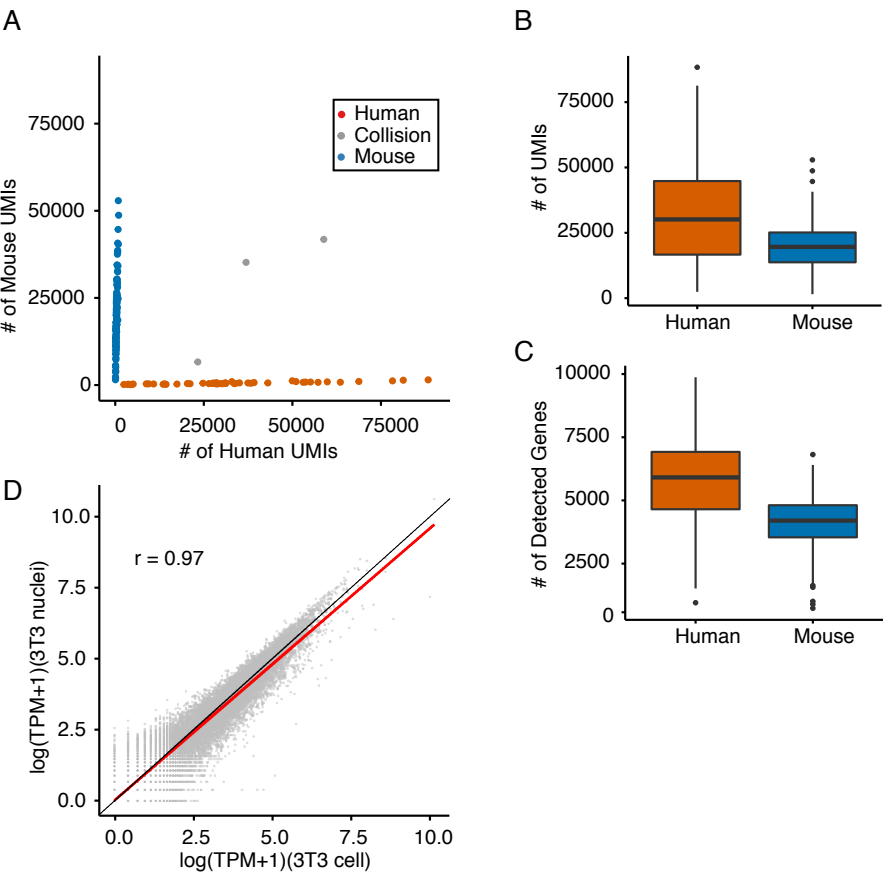 A
# of Mouse UMIs
75000
50000
25000
0
Human
Collision
Mouse
0 25000 50000 75000
# of Human UMIs
B
# of UMIs
75000
50000
25000
0
Human Mouse
C
# of Detected Genes
10000
7500
5000
2500
0
Human Mouse
D
log(TPM+1)(3T3 nuclei)
10.0
7.5
5.0
2.5
0.0
r = 0.97
0.0 2.5 5.0 7.5 10.0
log(TPM+1)(3T3 cell)